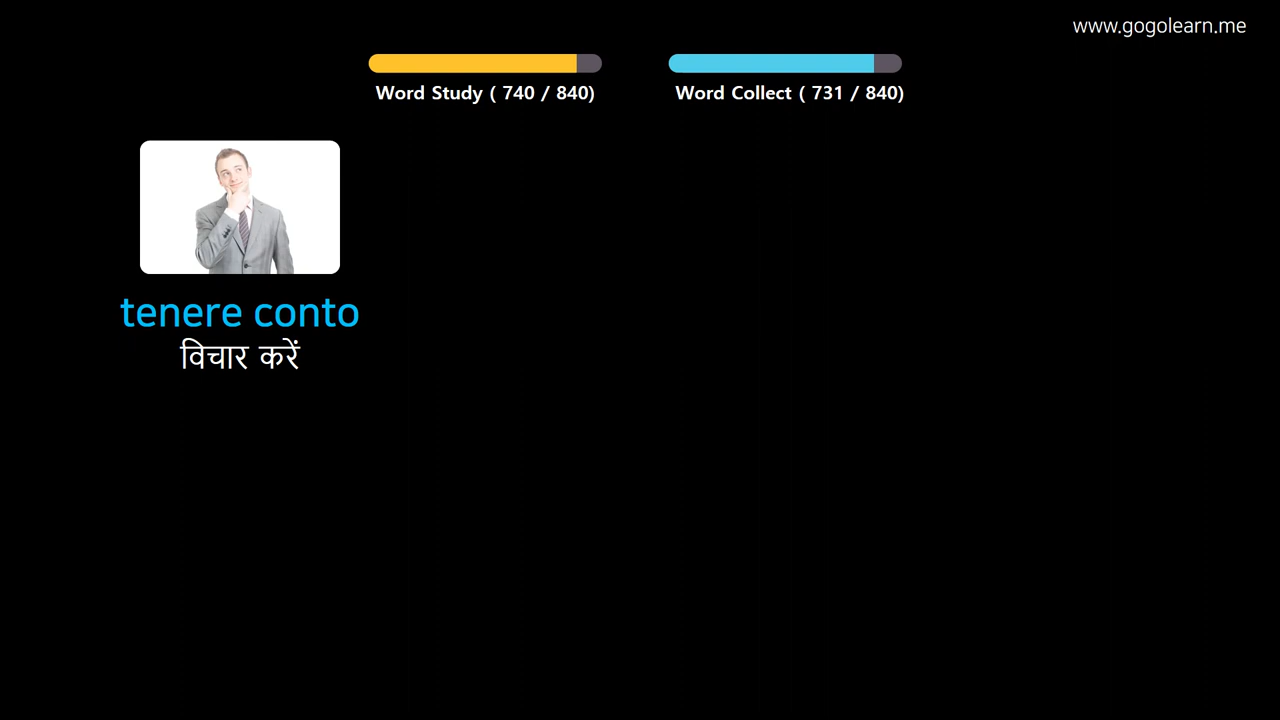 www.gogolearn.me
Word Study ( 740 / 840)
Word Collect ( 731 / 840)
tenere conto
विचार करें